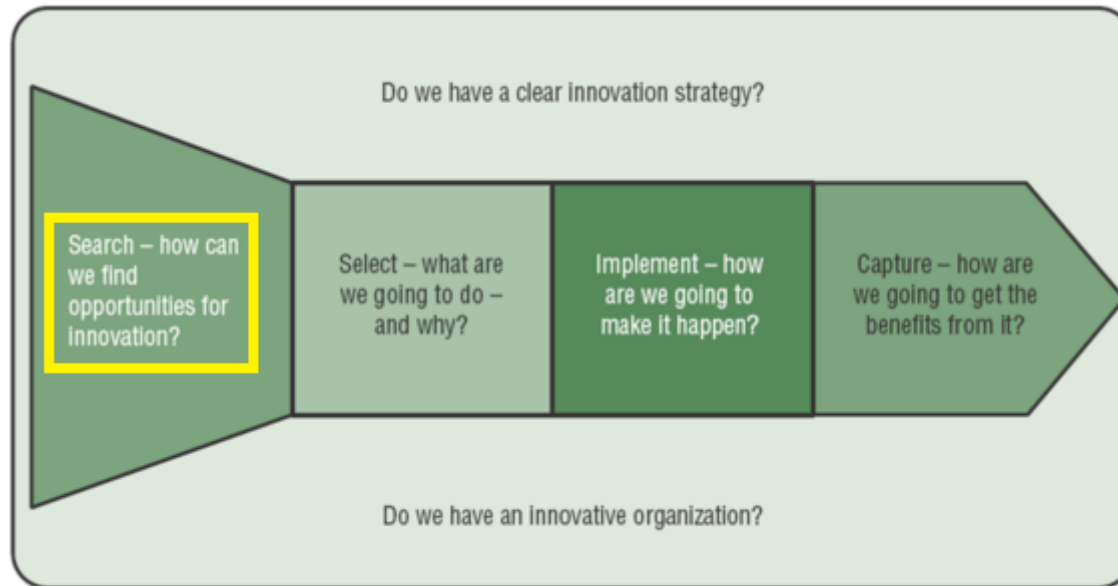 Do we have a clear innovation strategy?
Search – how can
we find
opportunities for
innovation?
Select – what are
we going to do –
and why?
Implement – how
are we going to
make it happen?
Capture – how are
we going to get the
benefits from it?
Do we have an innovative organization?